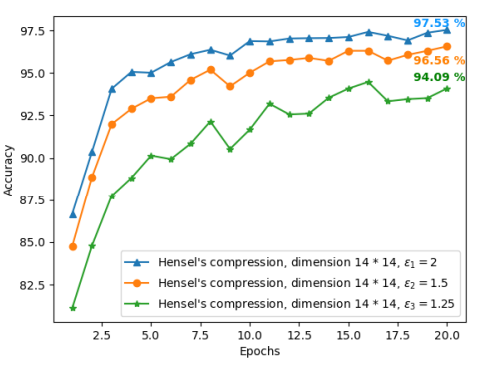 97.53 %
97.5
96.56 %
95.0
94.09 %
92.5
90.0
87.5
85.0
82.5
Accuracy
Hensel's compression, dimension 14 * 14, ε₁ = 2
Hensel's compression, dimension 14 * 14, ε₂ = 1.5
Hensel's compression, dimension 14 * 14, ε₃ = 1.25
2.5 5.0 7.5 10.0 12.5 15.0 17.5 20.0
Epochs